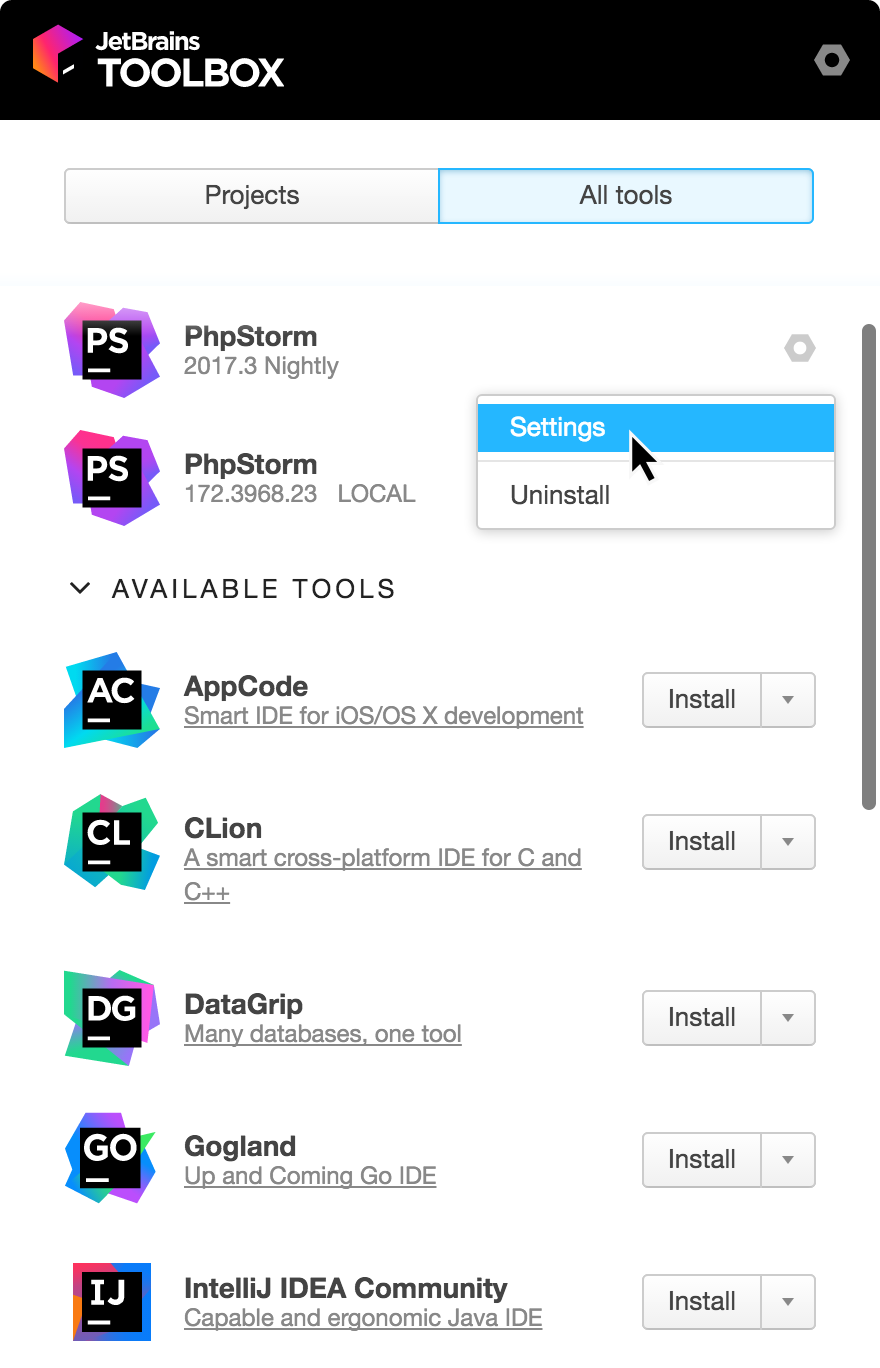 JetBrains
TOOLBOX
Projects
All tools
PS
PhpStorm
2017.3 Nightly
Settings
Uninstall
PS
PhpStorm
172.3968.23 LOCAL
AVAILABLE TOOLS
AC
AppCode
Smart IDE for iOS/OS X development
Install
CL
CLion
A smart cross-platform IDE for C and
C++
Install
DG
DataGrip
Many databases, one tool
Install
GO
Gogland
Up and Coming Go IDE
Install
IJ
IntelliJ IDEA Community
Capable and ergonomic Java IDE
Install